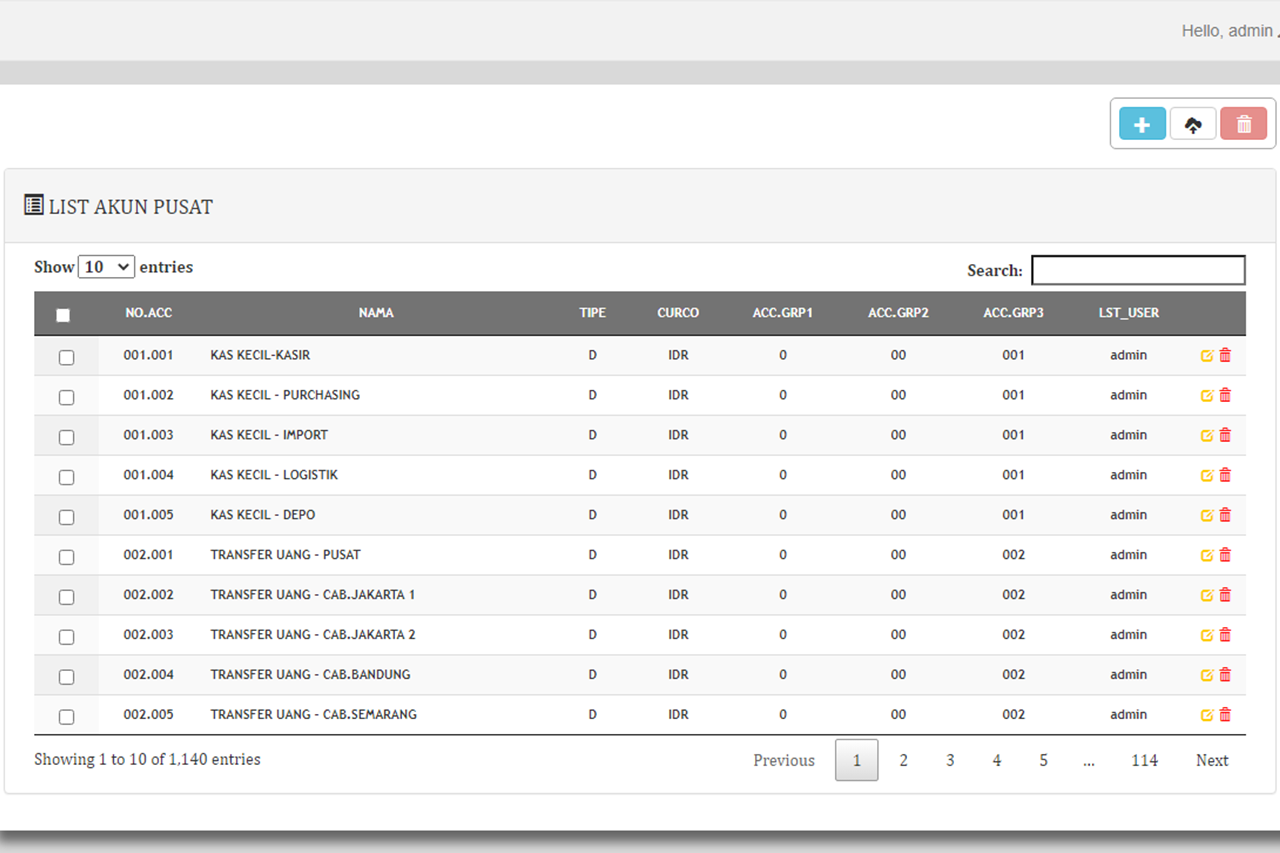 Hello, admin
LIST AKUN PUSAT
Show 10 entries
Search:
NO.ACC NAMA TIPE CURCO ACC.GRP1 ACC.GRP2 ACC.GRP3 LST_USER
001.001 KAS KECIL-KASIR D IDR 0 00 001 admin
001.002 KAS KECIL - PURCHASING D IDR 0 00 001 admin
001.003 KAS KECIL - IMPORT D IDR 0 00 001 admin
001.004 KAS KECIL - LOGISTIK D IDR 0 00 001 admin
001.005 KAS KECIL - DEPO D IDR 0 00 001 admin
002.001 TRANSFER UANG - PUSAT D IDR 0 00 002 admin
002.002 TRANSFER UANG - CAB.JAKARTA 1 D IDR 0 00 002 admin
002.003 TRANSFER UANG - CAB.JAKARTA 2 D IDR 0 00 002 admin
002.004 TRANSFER UANG - CAB.BANDUNG D IDR 0 00 002 admin
002.005 TRANSFER UANG - CAB.SEMARANG D IDR 0 00 002 admin
Showing 1 to 10 of 1,140 entries
Previous 1 2 3 4 5 ... 114 Next